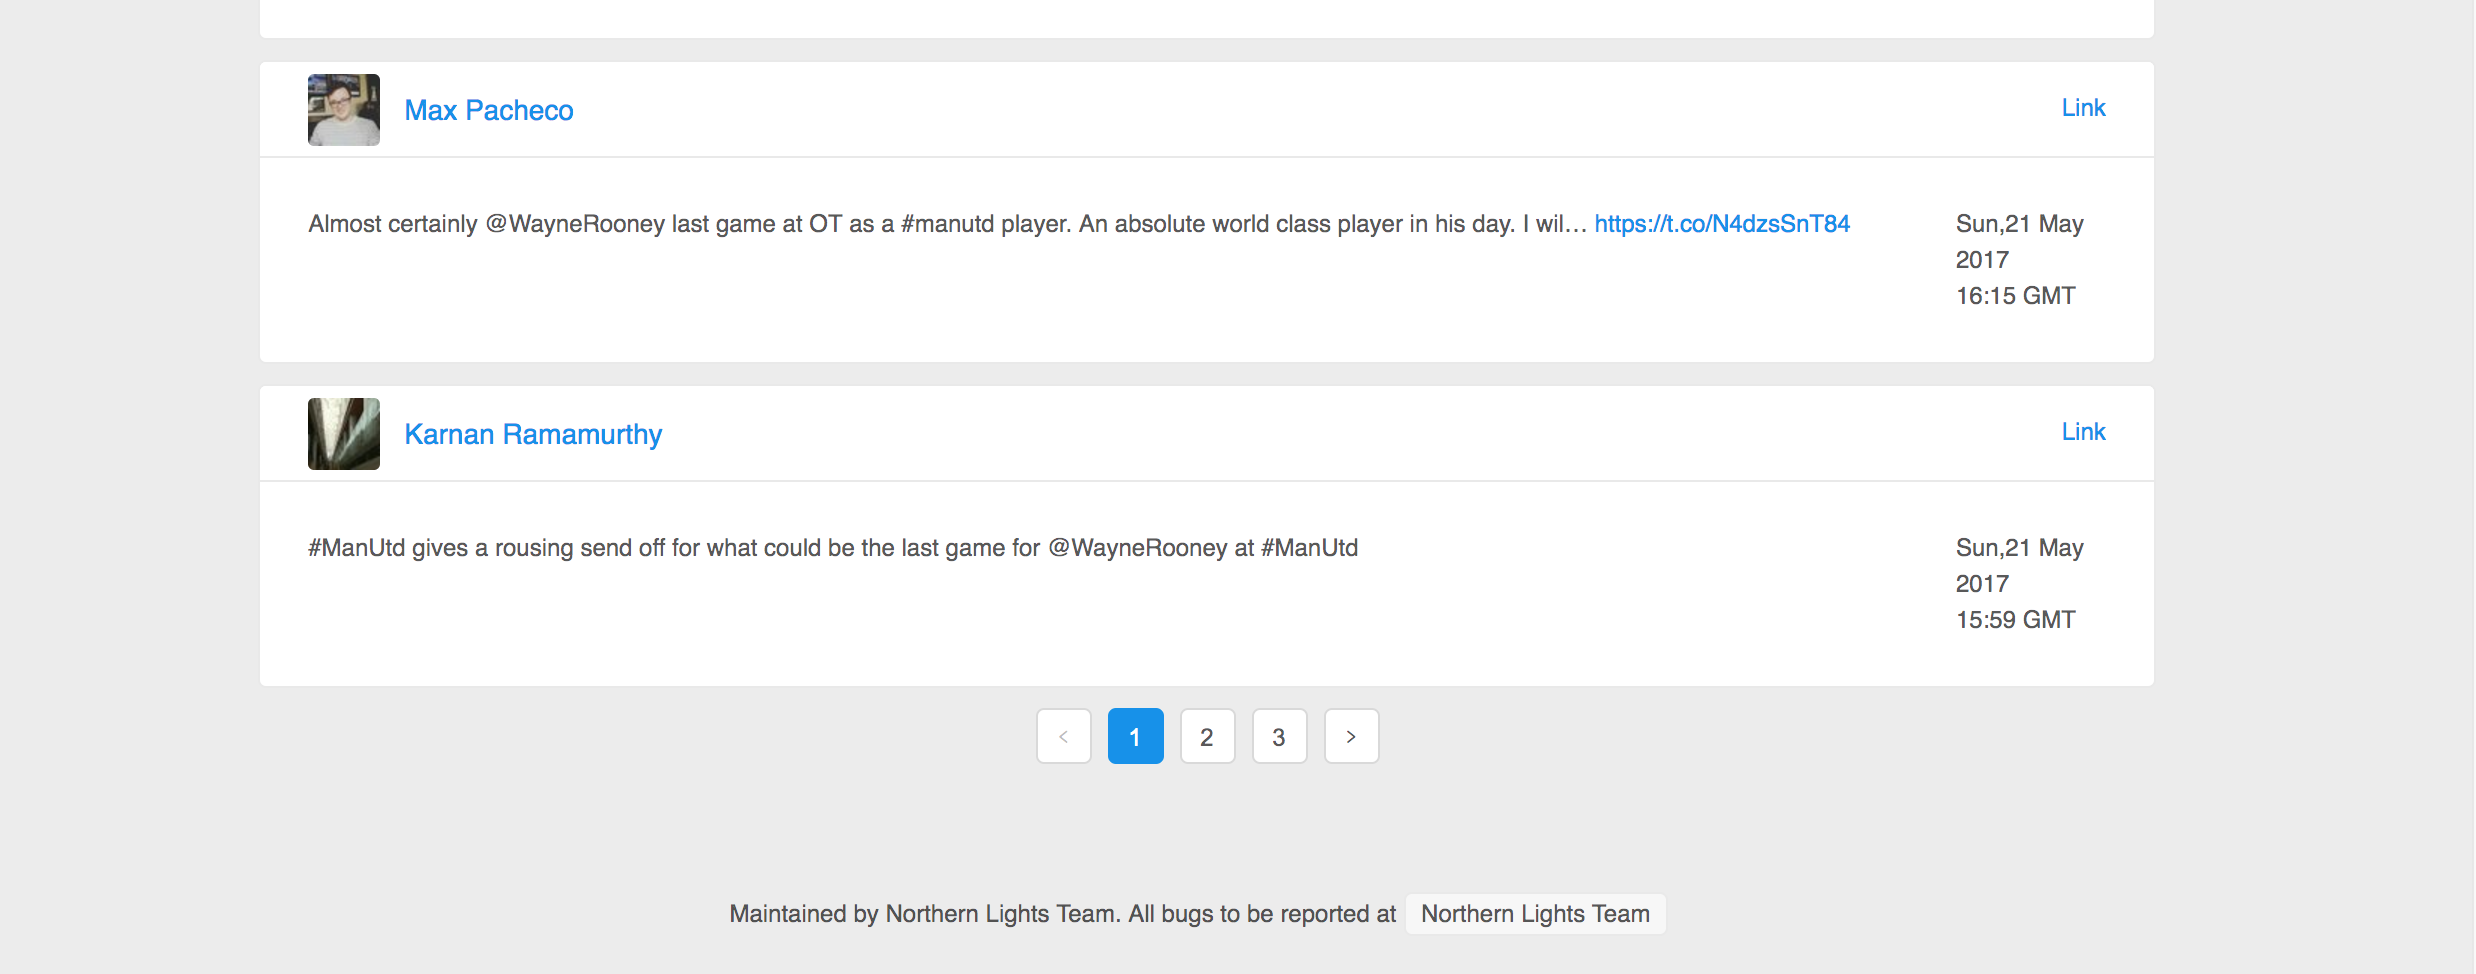 Max Pacheco
Link
Almost certainly @WayneRooney last game at OT as a #manutd player. An absolute world class player in his day. I wil… https://t.co/N4dzsSnT84
Sun,21 May
2017
16:15 GMT
Karnan Ramamurthy
Link
#ManUtd gives a rousing send off for what could be the last game for @WayneRooney at #ManUtd
Sun,21 May
2017
15:59 GMT
< 1 2 3 >
Maintained by Northern Lights Team. All bugs to be reported at Northern Lights Team